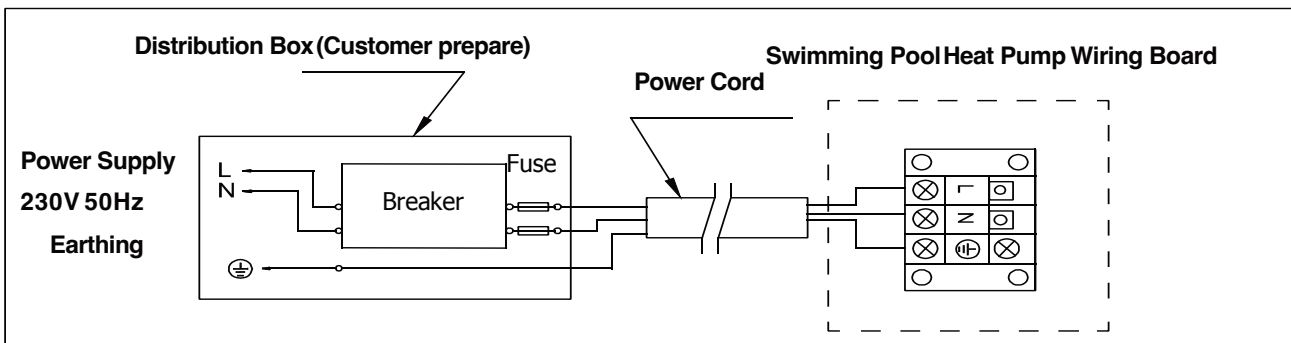 Distribution Box (Customer prepare)
Swimming Pool Heat Pump Wiring Board
Power Cord
Power Supply
230V 50Hz
Earthing
L
N
Breaker
Fuse
L
N